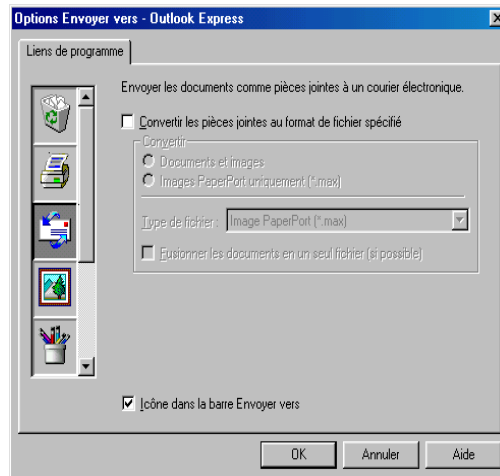 Options Envoyer vers - Outlook Express
Liens de programme
Envoyer les documents comme pièces jointes à un courier électronique.
Convertir les pièces jointes au format de fichier spécifié
Convertir
Documents et images
Images PaperPort uniquement (*.max)
Type de fichier : Image PaperPort (*.max)
Fusionner les documents en un seul fichier (si possible)
Icône dans la barre Envoyer vers
OK Annuler Aide